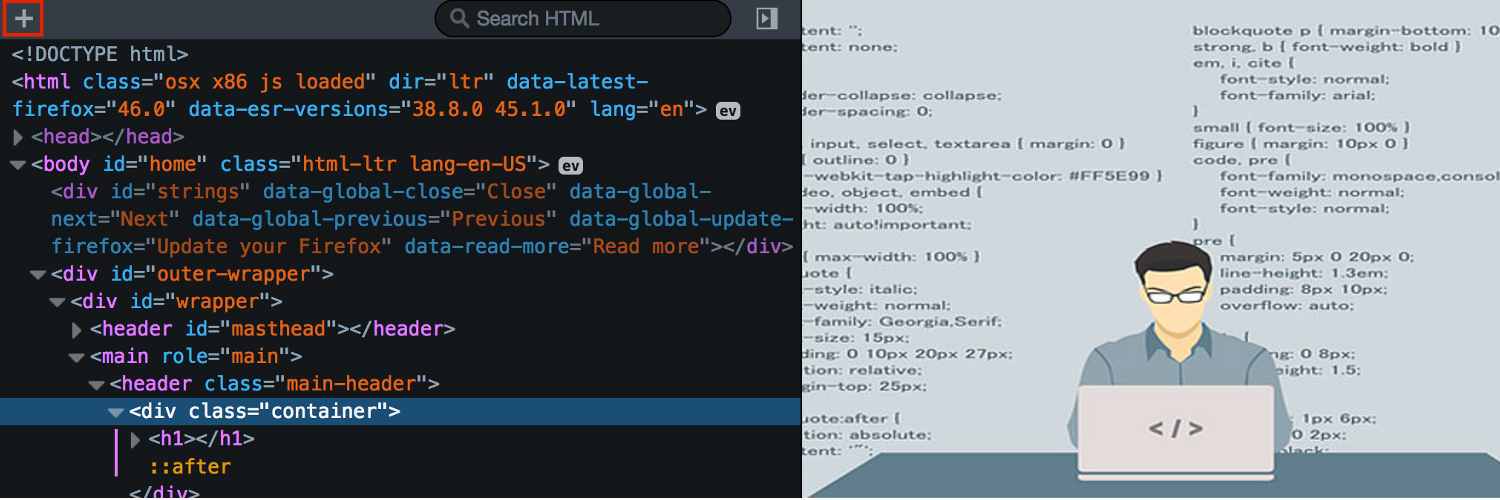 +
Search HTML
<!DOCTYPE html>
<html class="osx x86 js loaded" dir="ltr" data-latest-
firefox="46.0" data-esr-versions="38.8.0 45.1.0" lang="en"> ev
<head></head>
<body id="home" class="html-ltr lang-en-US"> ev
<div id="strings" data-global-close="Close" data-global-
next="Next" data-global-previous="Previous" data-global-update-
firefox="Update your Firefox" data-read-more="Read more"></div>
<div id="outer-wrapper">
<div id="wrapper">
<header id="masthead"></header>
<main role="main">
<header class="main-header">
<div class="container">
<h1></h1>
::after
</div>
tent: '';
tent: none;
der-collapse: collapse;
der-spacing: 0;
, input, select, textarea { margin: 0 }
{ outline: 0 }
-webkit-tap-highlight-color: #FF5E99 }
deo, object, embed {
-width: 100%;
ht: auto!important;
{ max-width: 100% }
uote {
-style: italic;
-weight: normal;
-family: Georgia,Serif;
-size: 15px;
ding: 0 10px 20px 27px;
ition: relative;
gin-top: 25px;
quote:after {
ition: absolute;
blockquote p { margin-bottom: 10
strong, b { font-weight: bold }
em, i, cite {
font-style: normal;
font-family: arial;
}
small { font-size: 100% }
figure { margin: 10px 0 }
code, pre {
font-family: monospace,consol
font-weight: normal;
font-style: normal;
}
pre {
margin: 5px 0 20px 0;
line-height: 1.3em;
padding: 8px 10px;
overflow: auto;
{
ng: 0 8px;
eight: 1.5;
1px 6px;
0 2px;
black;
</>